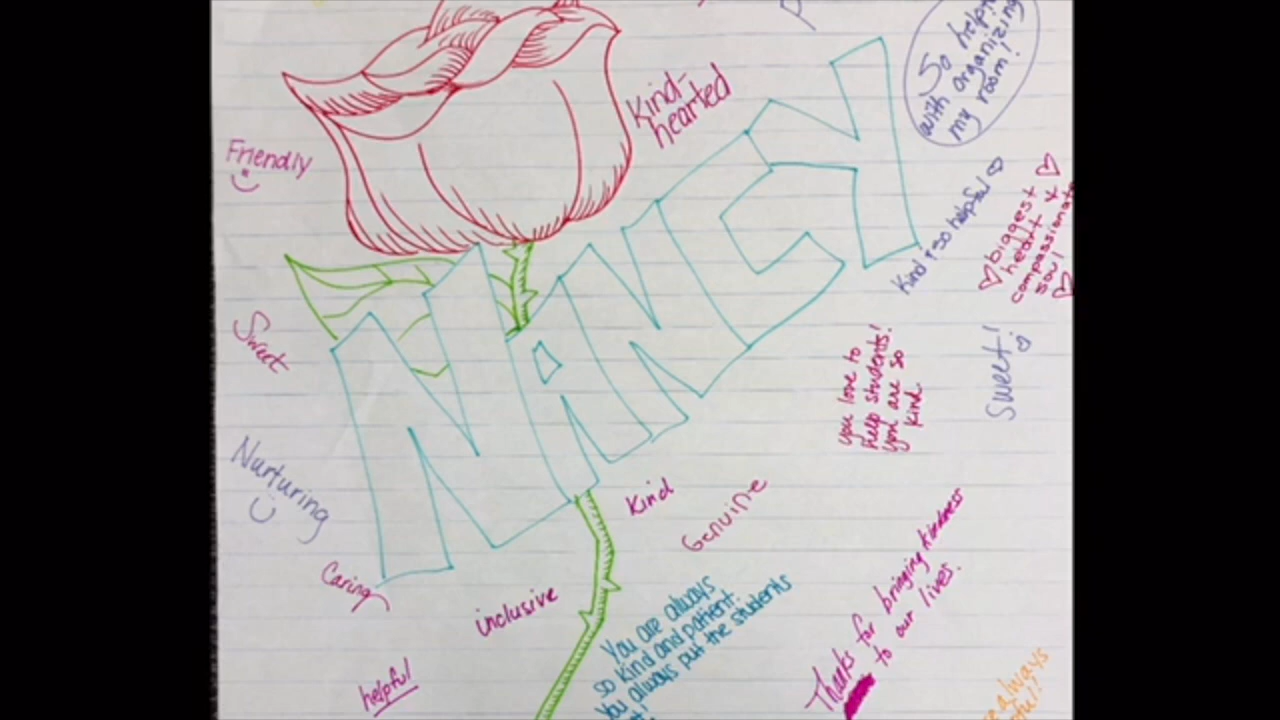 So helpf
with organizing
my room!
Kind-
hearted
Friendly
NANCY
Kind & so helpful
biggest
heart &
compassionate
soul
Sweet
you love to
help students!
you are so
kind.
Sweet!
Nurturing
Kind
Genuine
Caring
inclusive
You are always
so kind and patient.
You always put the students
Thanks for bringing kindness
to our lives.
helpful
always
ful!